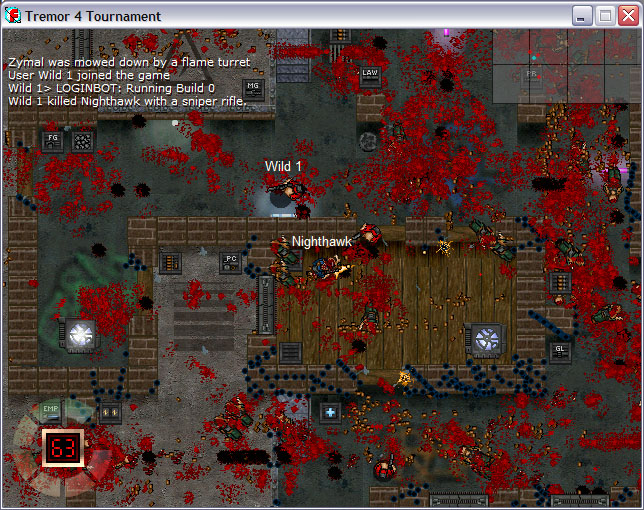 Tremor 4 Tournament
Zymal was mowed down by a flame turret
User Wild 1 joined the game
Wild 1> LOGINBOT: Running Build 0
Wild 1 killed Nighthawk with a sniper rifle.
LAW
PB
MG
FG
Wild 1
Nighthawk
PC
GL
EMP
63